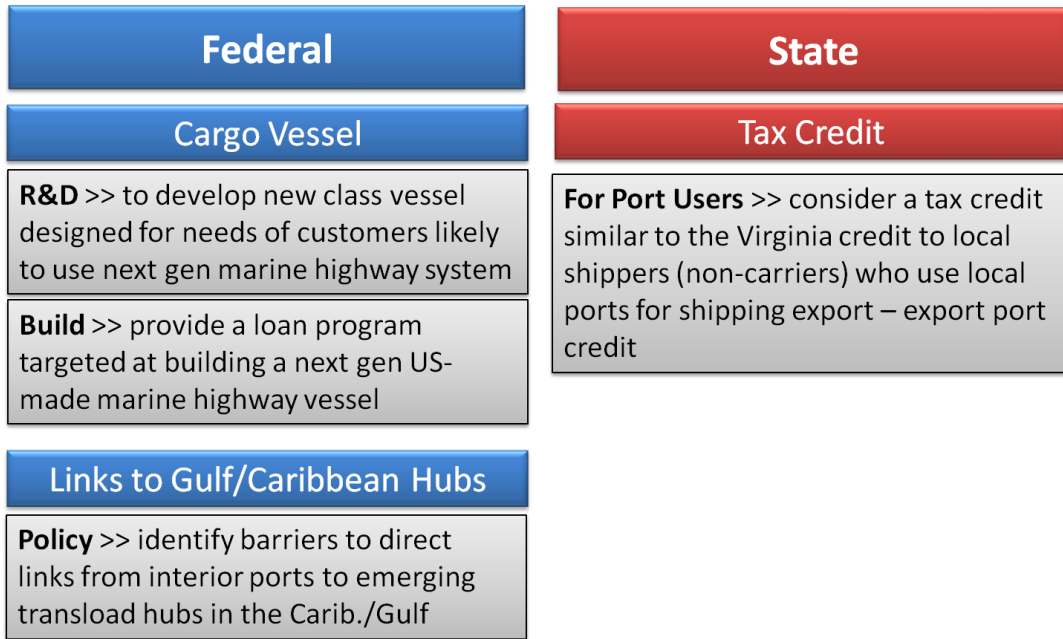 Federal
Cargo Vessel
R&D >> to develop new class vessel
designed for needs of customers likely
to use next gen marine highway system
Build >> provide a loan program
targeted at building a next gen US-
made marine highway vessel
Links to Gulf/Caribbean Hubs
Policy >> identify barriers to direct
links from interior ports to emerging
transload hubs in the Carib./Gulf
State
Tax Credit
For Port Users >> consider a tax credit
similar to the Virginia credit to local
shippers (non-carriers) who use local
ports for shipping export – export port
credit